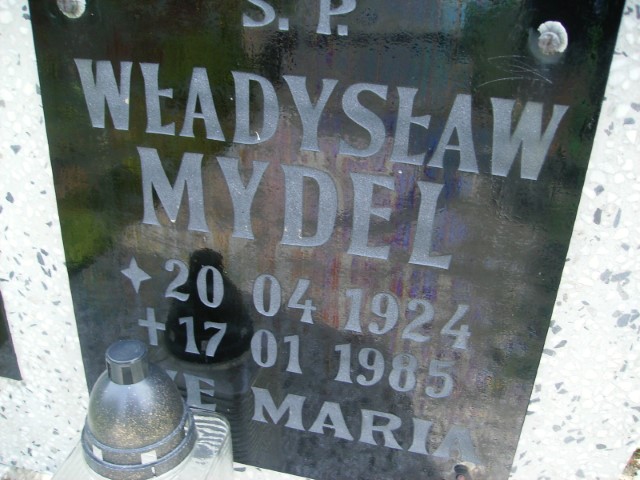 Ś. P.
WŁADYSŁAW
MYDEL
20 04 1924
17 01 1985
MARIA